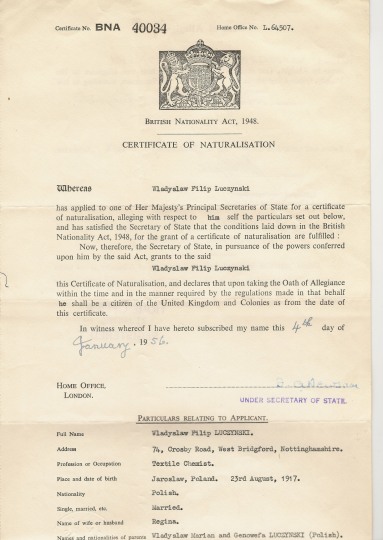 Certificate No. BNA 40034 Home Office No. L.64507.
BRITISH NATIONALITY ACT, 1948.
CERTIFICATE OF NATURALISATION
Whereas Wladyslaw Filip Luczynski
has applied to one of Her Majesty's Principal Secretaries of State for a certificate
of naturalisation, alleging with respect to him self the particulars set out below,
and has satisfied the Secretary of State that the conditions laid down in the British
Nationality Act, 1948, for the grant of a certificate of naturalisation are fulfilled :
Now, therefore, the Secretary of State, in pursuance of the powers conferred
upon him by the said Act, grants to the said
Wladyslaw Filip Luczynski
this Certificate of Naturalisation, and declares that upon taking the Oath of Allegiance
within the time and in the manner required by the regulations made in that behalf
he shall be a citizen of the United Kingdom and Colonies as from the date of
this certificate.
In witness whereof I have hereto subscribed my name this 4th day of
January, 1956.
HOME OFFICE,
LONDON.
UNDER SECRETARY OF STATE.
PARTICULARS RELATING TO APPLICANT.
Full Name Wladyslaw Filip LUCZYNSKI.
Address 74, Crosby Road, West Bridgford, Nottinghamshire.
Profession or Occupation Textile Chemist.
Place and date of birth Jaroslaw, Poland. 23rd August, 1917.
Nationality Polish.
Single, married, etc. Married.
Name of wife or husband Regina.
Names and nationalities of parents Wladyslaw Marian and Genowefa LUCZYNSKI (Polish).